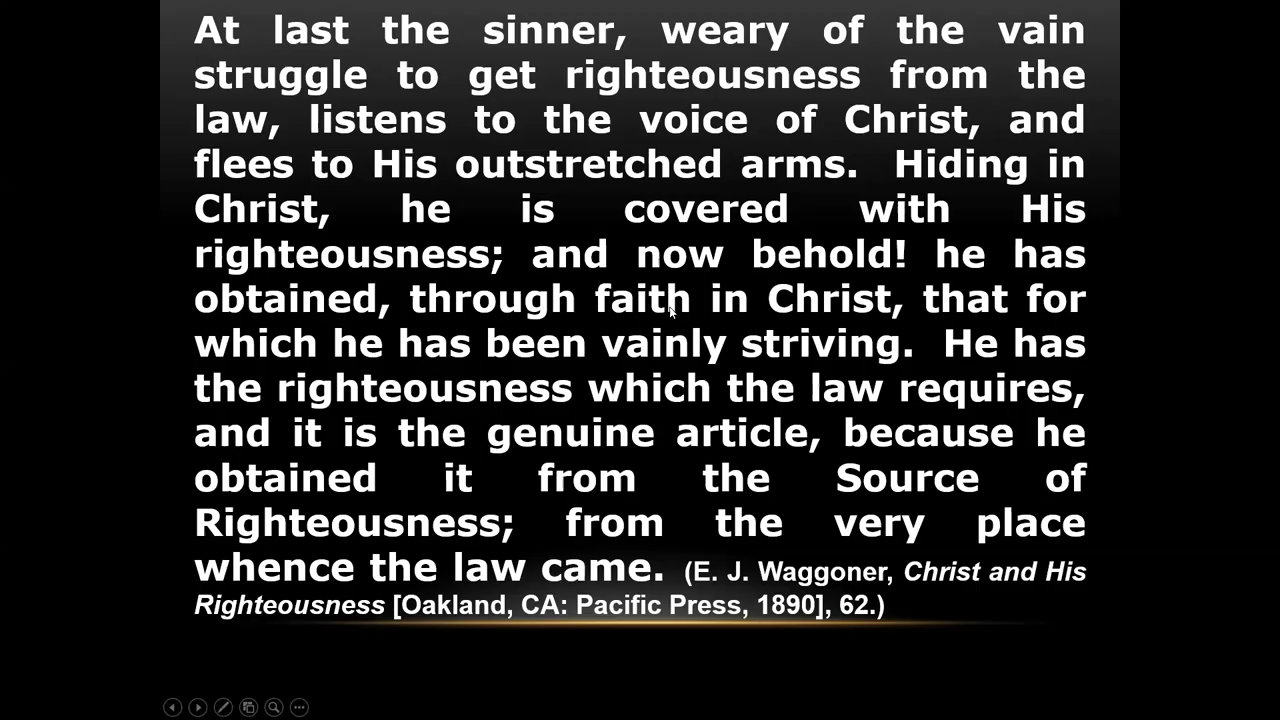 At last the sinner, weary of the vain
struggle to get righteousness from the
law, listens to the voice of Christ, and
flees to His outstretched arms.  Hiding in
Christ, he is covered with His
righteousness; and now behold! he has
obtained, through faith in Christ, that for
which he has been vainly striving.  He has
the righteousness which the law requires,
and it is the genuine article, because he
obtained it from the Source of
Righteousness; from the very place
whence the law came.  (E. J. Waggoner, Christ and His
Righteousness [Oakland, CA: Pacific Press, 1890], 62.)